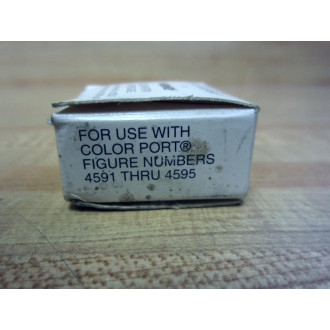 FOR USE WITH
COLOR PORT®
FIGURE NUMBERS
4591 THRU 4595